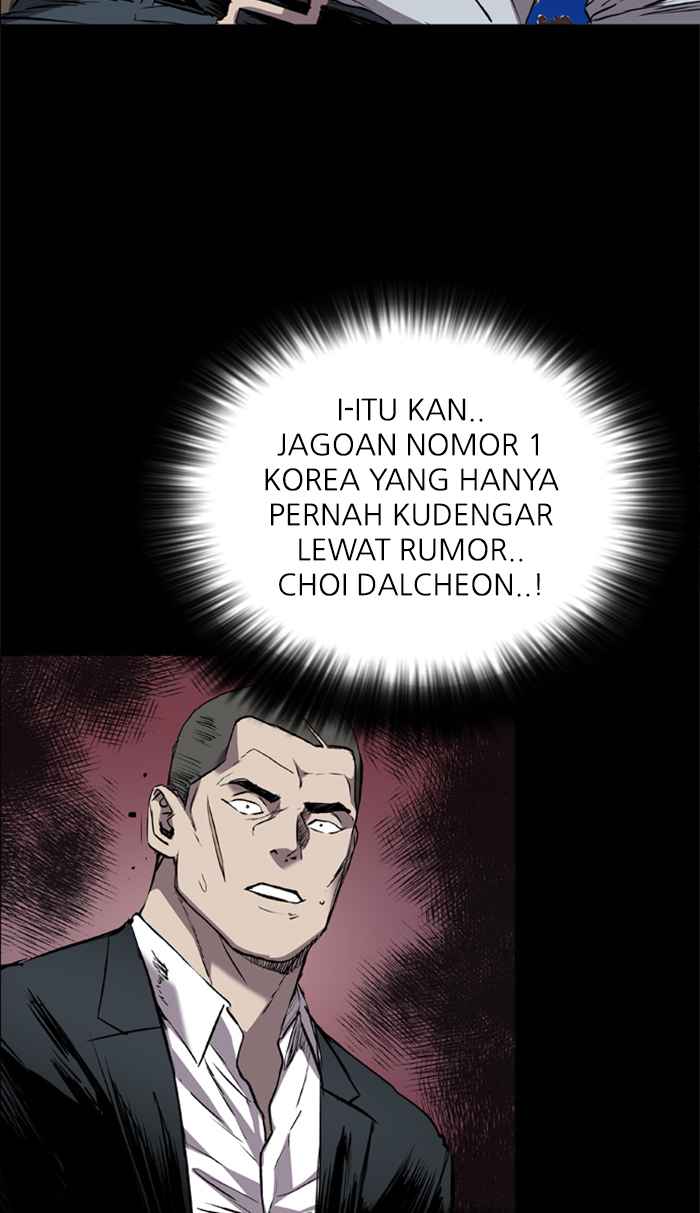 I-ITU KAN..
JAGOAN NOMOR 1
KOREA YANG HANYA
PERNAH KUDENGAR
LEWAT RUMOR..
CHOI DALCHEON..!